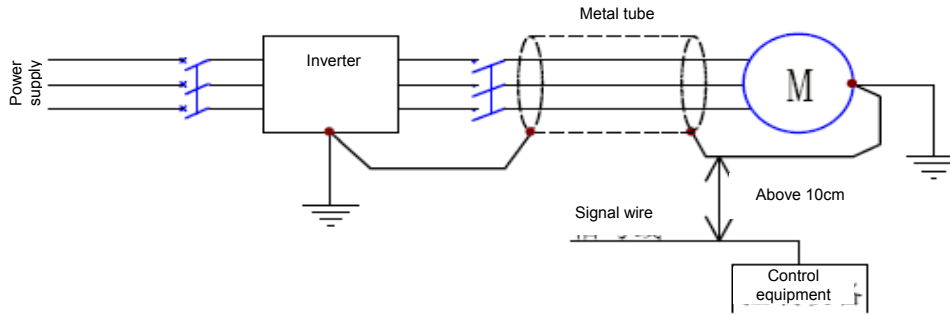 Metal tube
Power
supply
Inverter
M
Above 10cm
Signal wire
Control
equipment